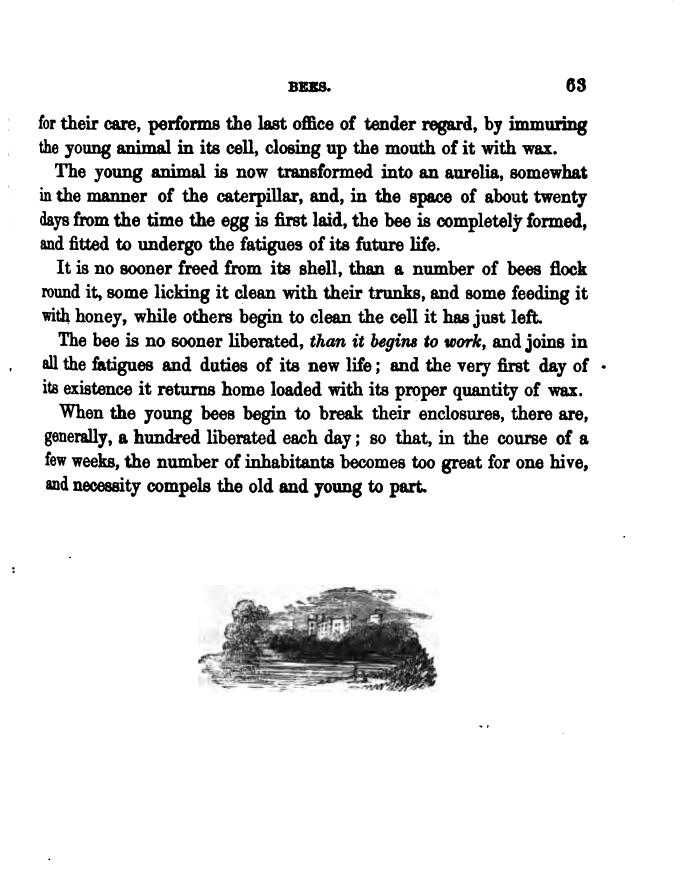 BEES. 63
for their care, performs the last office of tender regard, by immuring
the young animal in its cell, closing up the mouth of it with wax.
The young animal is now transformed into an aurelia, somewhat
in the manner of the caterpillar, and, in the space of about twenty
days from the time the egg is first laid, the bee is completely formed,
and fitted to undergo the fatigues of its future life.
It is no sooner freed from its shell, than a number of bees flock
round it, some licking it clean with their trunks, and some feeding it
with honey, while others begin to clean the cell it has just left.
The bee is no sooner liberated, than it begins to work, and joins in
all the fatigues and duties of its new life; and the very first day of
its existence it returns home loaded with its proper quantity of wax.
When the young bees begin to break their enclosures, there are,
generally, a hundred liberated each day; so that, in the course of a
few weeks, the number of inhabitants becomes too great for one hive,
and necessity compels the old and young to part.